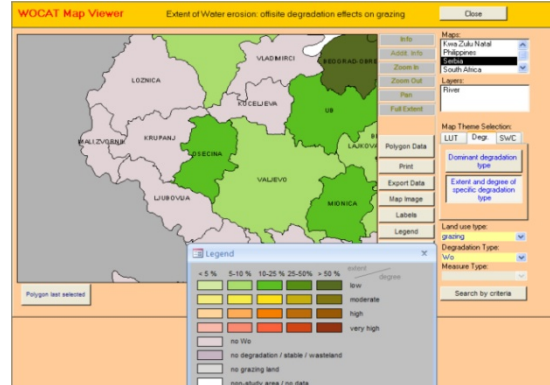 WOCAT Map Viewer
Extent of Water erosion: offsite degradation effects on grazing
Close
Maps:
Kwa Zulu Natal
Philippines
Serbia
South Africa
Layers:
River
Map Theme Selection:
LUT Degr. SWC
Dominant degradation
type
Extent and degree of
specific degradation
type
Land use type:
grazing
Degradation Type:
Wo
Measure Type:
Search by criteria
Info
Addit. Info
Zoom In
Zoom Out
Pan
Full Extent
Polygon Data
Print
Export Data
Map Image
Labels
Legend
LOZNICA
VLADIMIRCI
BEOGRAD-OBRE
KOCELJEVA
UB
MALI ZVORNIK
KRUPANJ
OSECINA
LAJKOVA
VALJEVO
LJUBOVIJA
MIONICA
Polygon last selected
Legend
< 5 % 5-10 % 10-25 % 25-50% > 50 % extent
degree
low
moderate
high
very high
no Wo
no degradation / stable / wasteland
no grazing land
non-study area / no data